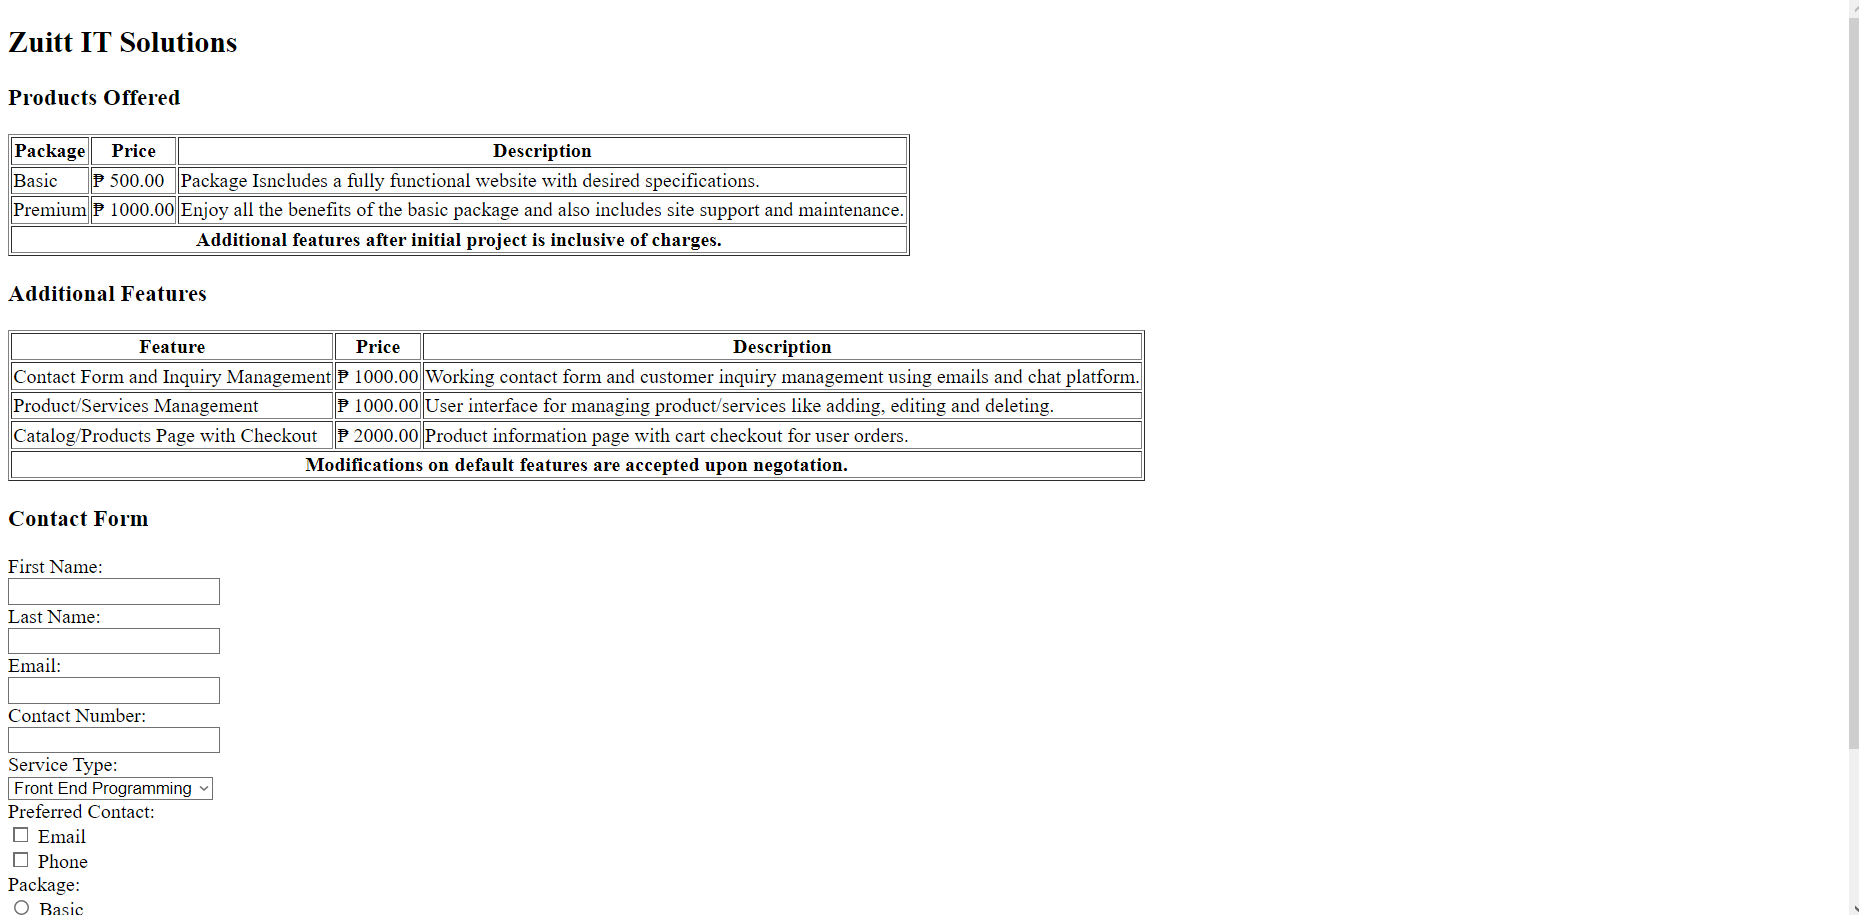 Zuitt IT Solutions
Products Offered
Package Price Description
Basic ₱ 500.00 Package Isncludes a fully functional website with desired specifications.
Premium ₱ 1000.00 Enjoy all the benefits of the basic package and also includes site support and maintenance.
Additional features after initial project is inclusive of charges.
Additional Features
Feature Price Description
Contact Form and Inquiry Management ₱ 1000.00 Working contact form and customer inquiry management using emails and chat platform.
Product/Services Management ₱ 1000.00 User interface for managing product/services like adding, editing and deleting.
Catalog/Products Page with Checkout ₱ 2000.00 Product information page with cart checkout for user orders.
Modifications on default features are accepted upon negotation.
Contact Form
First Name:
Last Name:
Email:
Contact Number:
Service Type:
Front End Programming
Preferred Contact:
Email
Phone
Package:
Basic